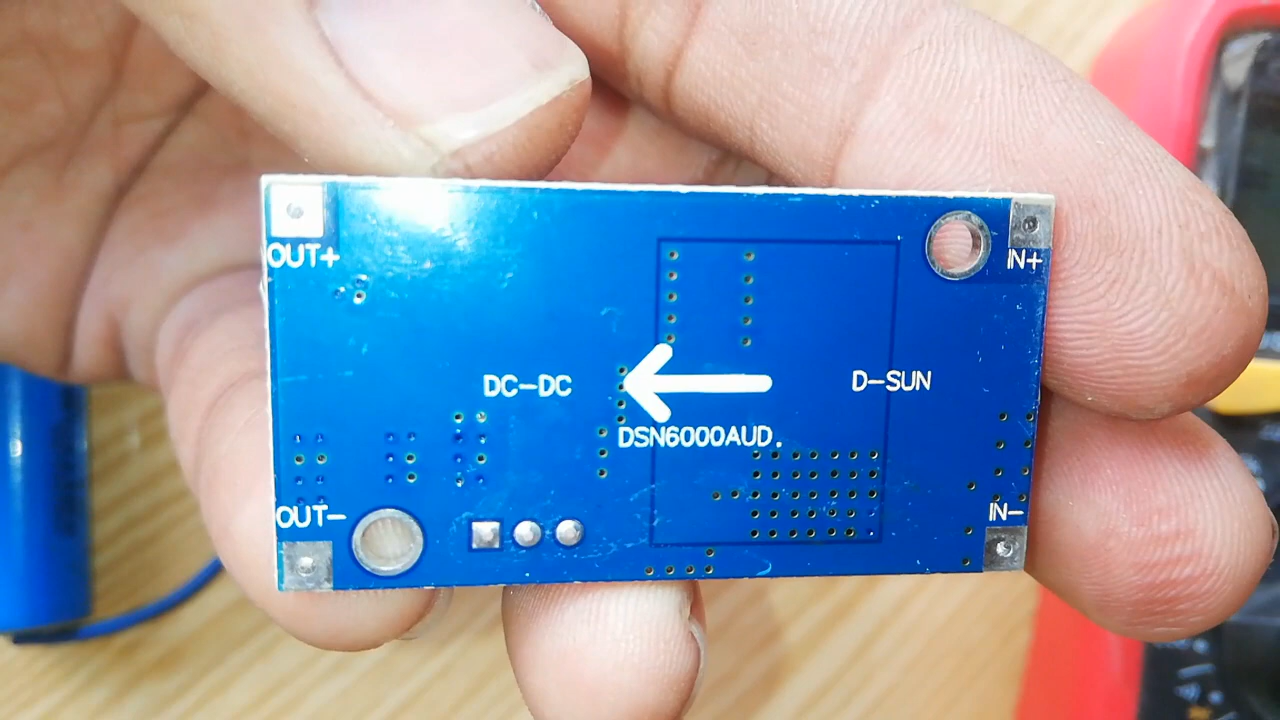 OUT+
IN+
DC-DC
D-SUN
DSN6000AUD.
OUT-
IN-